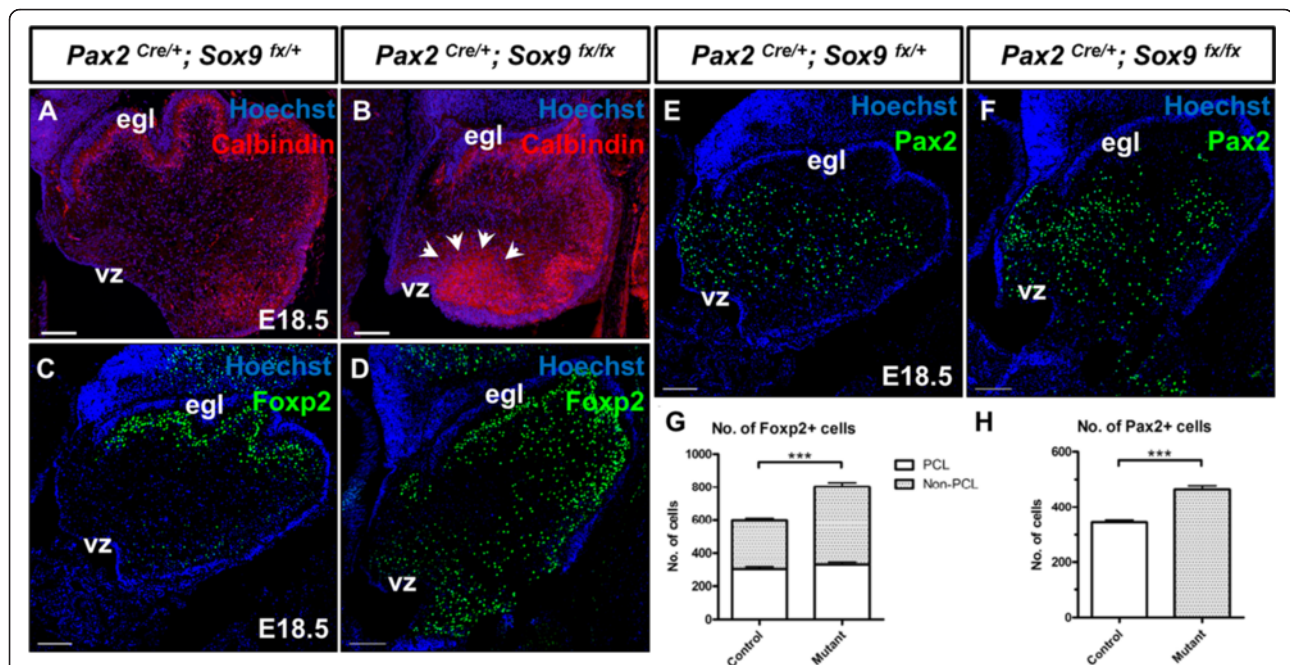 Pax2 Cre/+; Sox9 fx/+
Pax2 Cre/+; Sox9 fx/fx
Pax2 Cre/+; Sox9 fx/+
Pax2 Cre/+; Sox9 fx/fx
A
Hoechst
Calbindin
egl
vz
E18.5
B
Hoechst
Calbindin
egl
vz
C
Hoechst
Foxp2
egl
vz
E18.5
D
Hoechst
Foxp2
egl
vz
E
Hoechst
Pax2
egl
vz
E18.5
F
Hoechst
Pax2
egl
vz
G
No. of Foxp2+ cells
***
No. of cells
1000
800
600
400
200
0
Control
Mutant
PCL
Non-PCL
H
No. of Pax2+ cells
***
No. of cells
600
400
200
0
Control
Mutant